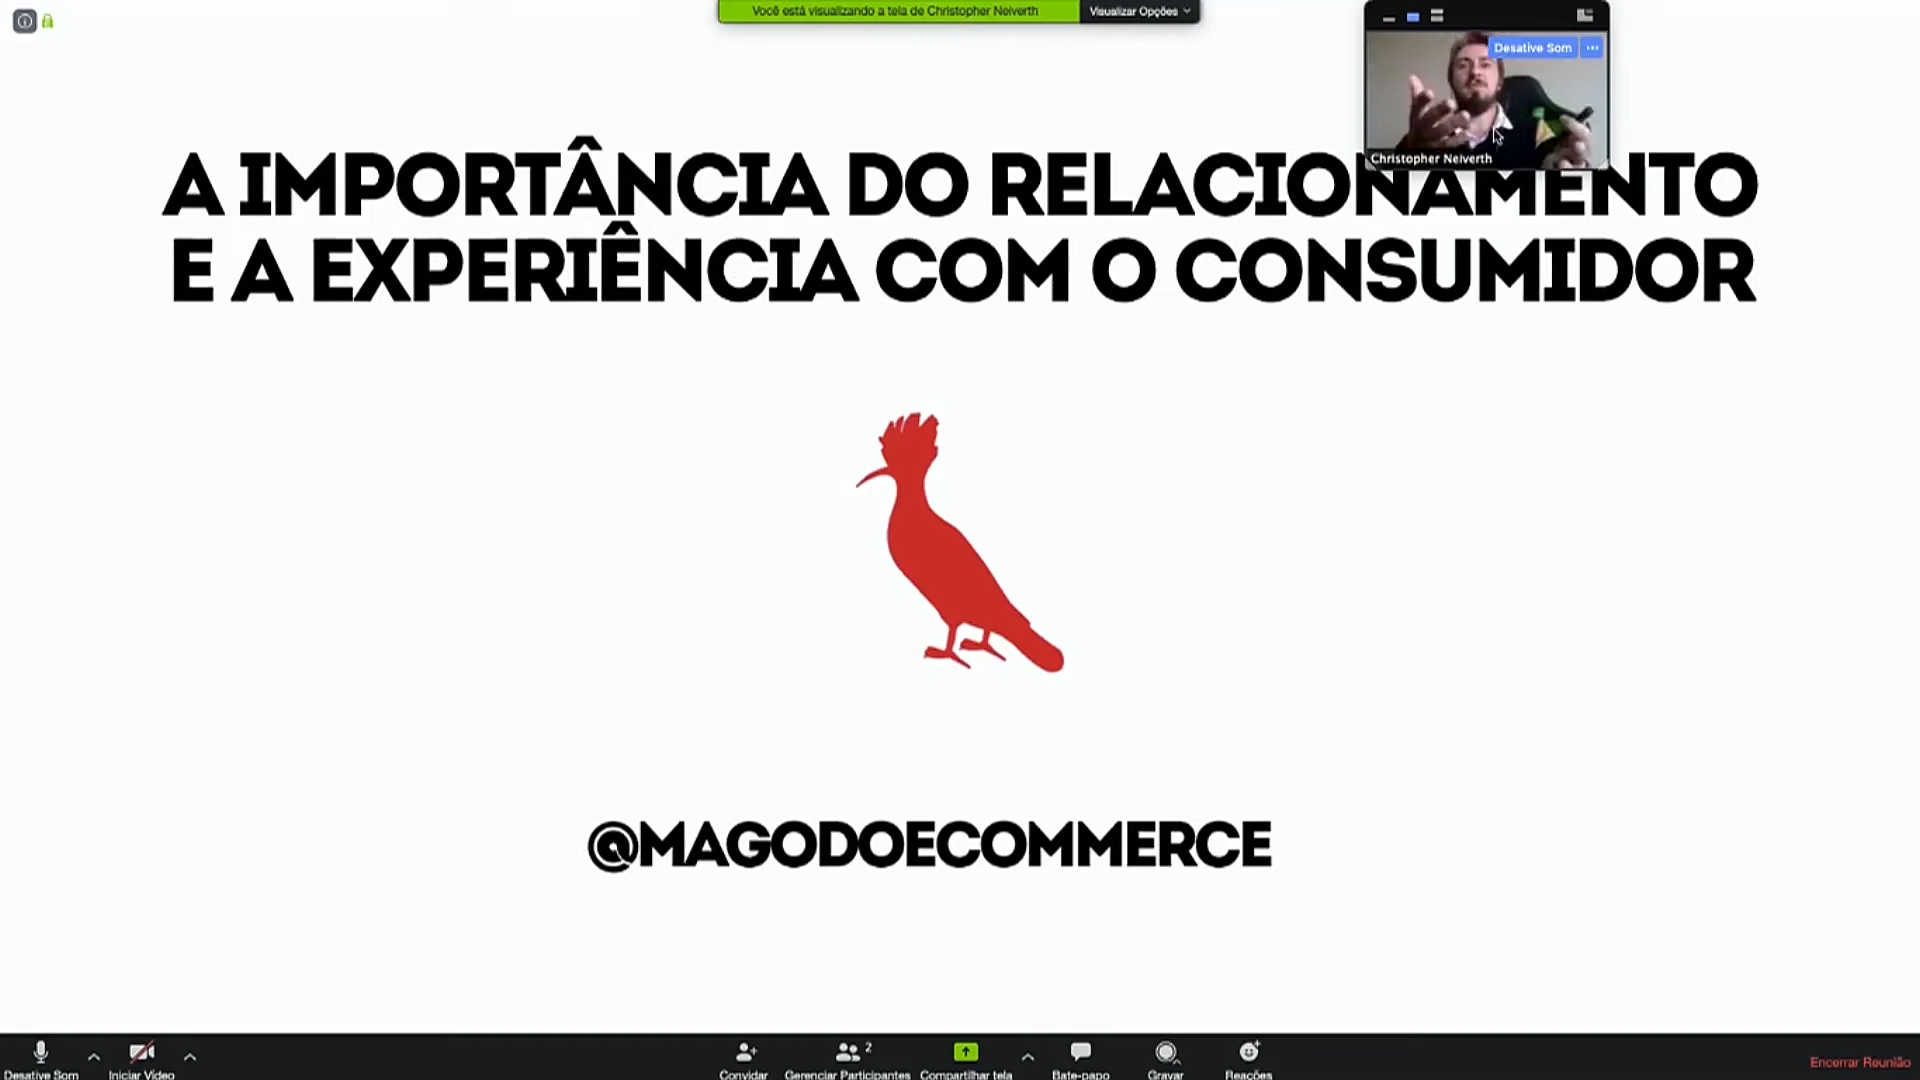 Você está visualizando a tela de Christopher Neiverth
Visualizar Opções
Desative Som
Christopher Neiverth
A IMPORTÂNCIA DO RELACIONAMENTO
E A EXPERIÊNCIA COM O CONSUMIDOR
@MAGODOECOMMERCE
Desative Som
Iniciar Vídeo
Convidar
Gerenciar Participantes
2
Compartilhar tela
Bate-papo
Gravar
Reações
Encerrar Reunião